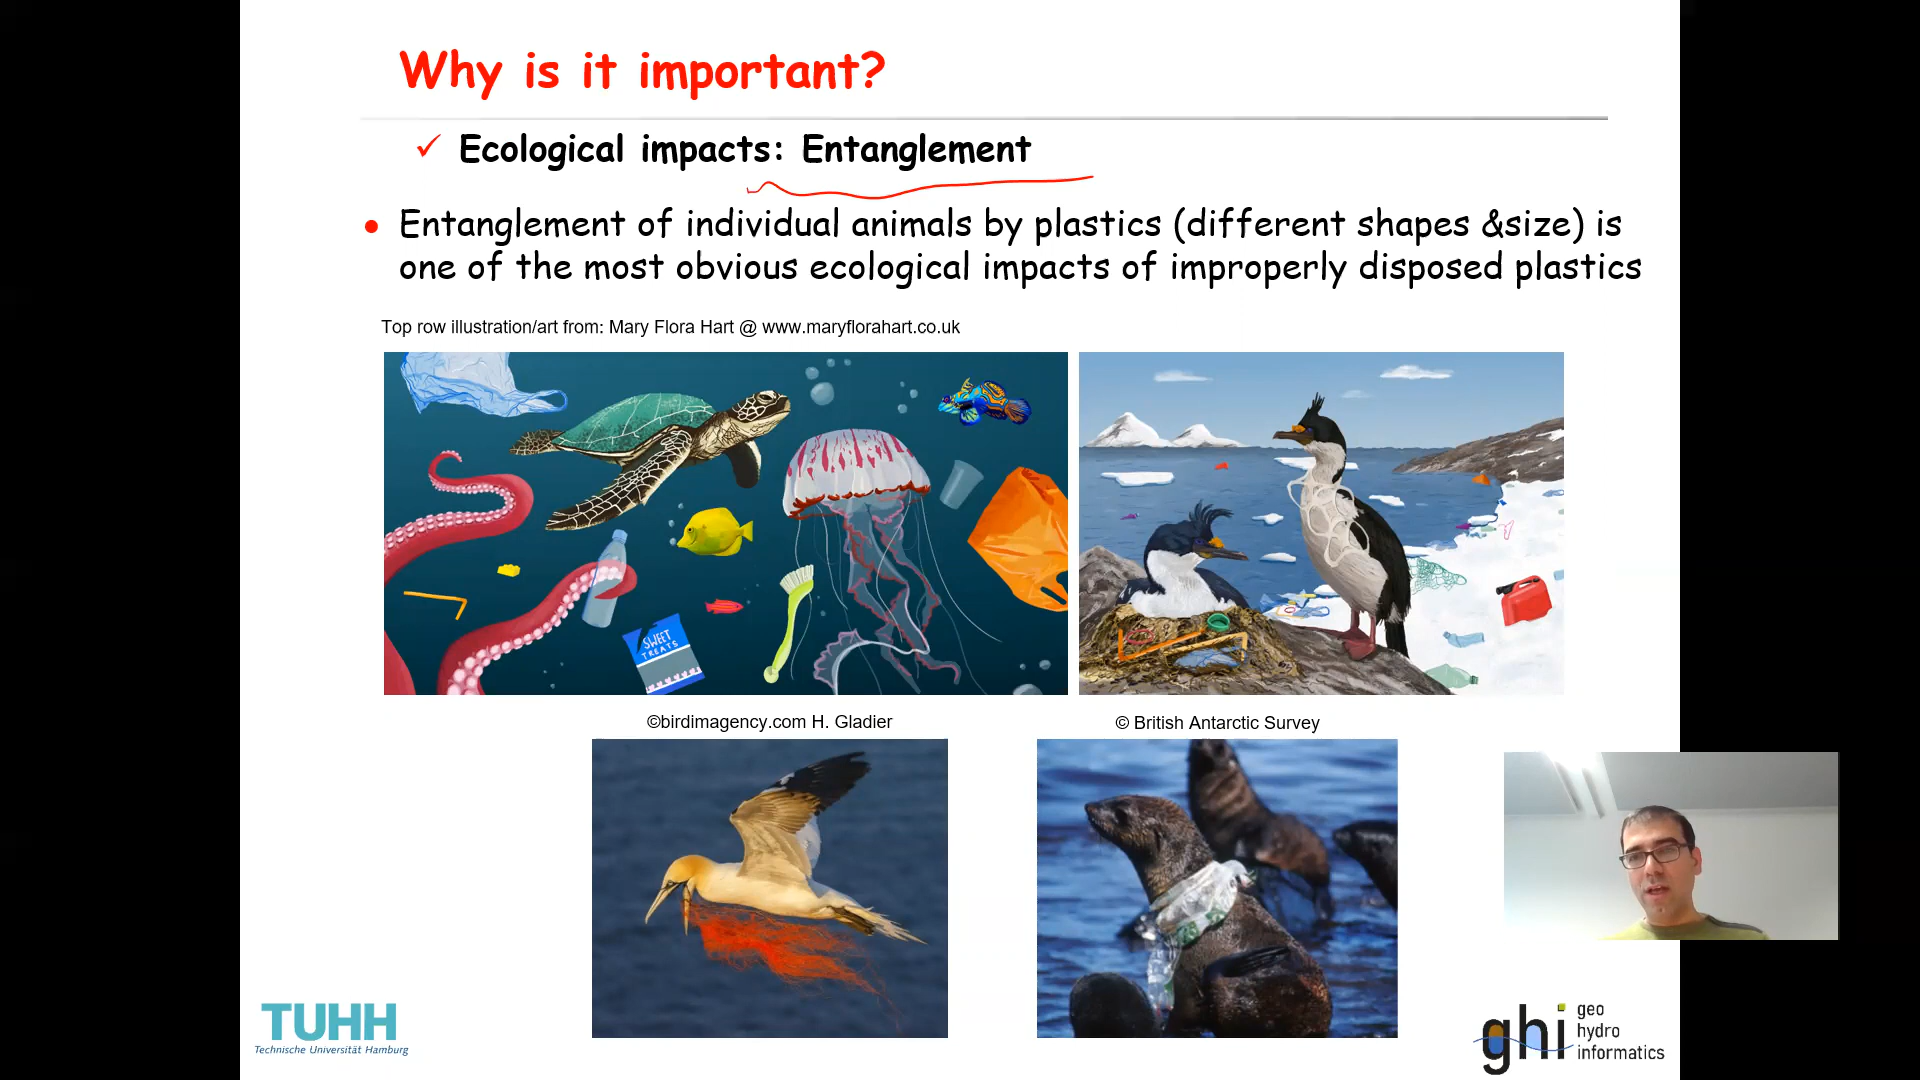 Why is it important?
✓ Ecological impacts: Entanglement
• Entanglement of individual animals by plastics (different shapes &size) is
one of the most obvious ecological impacts of improperly disposed plastics
Top row illustration/art from: Mary Flora Hart @ www.maryflorahart.co.uk
SWEET
TREATS
©birdimagency.com H. Gladier
© British Antarctic Survey
TUHH
Technische Universität Hamburg
ghi
geo
hydro
informatics